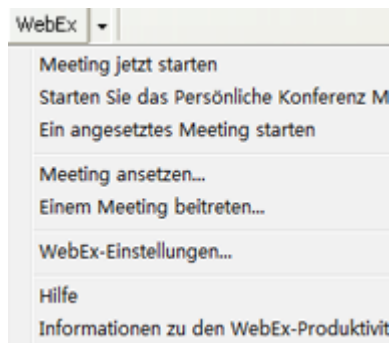 WebEx
Meeting jetzt starten
Starten Sie das Persönliche Konferenz M
Ein angesetztes Meeting starten
Meeting ansetzen...
Einem Meeting beitreten...
WebEx-Einstellungen...
Hilfe
Informationen zu den WebEx-Produktivit